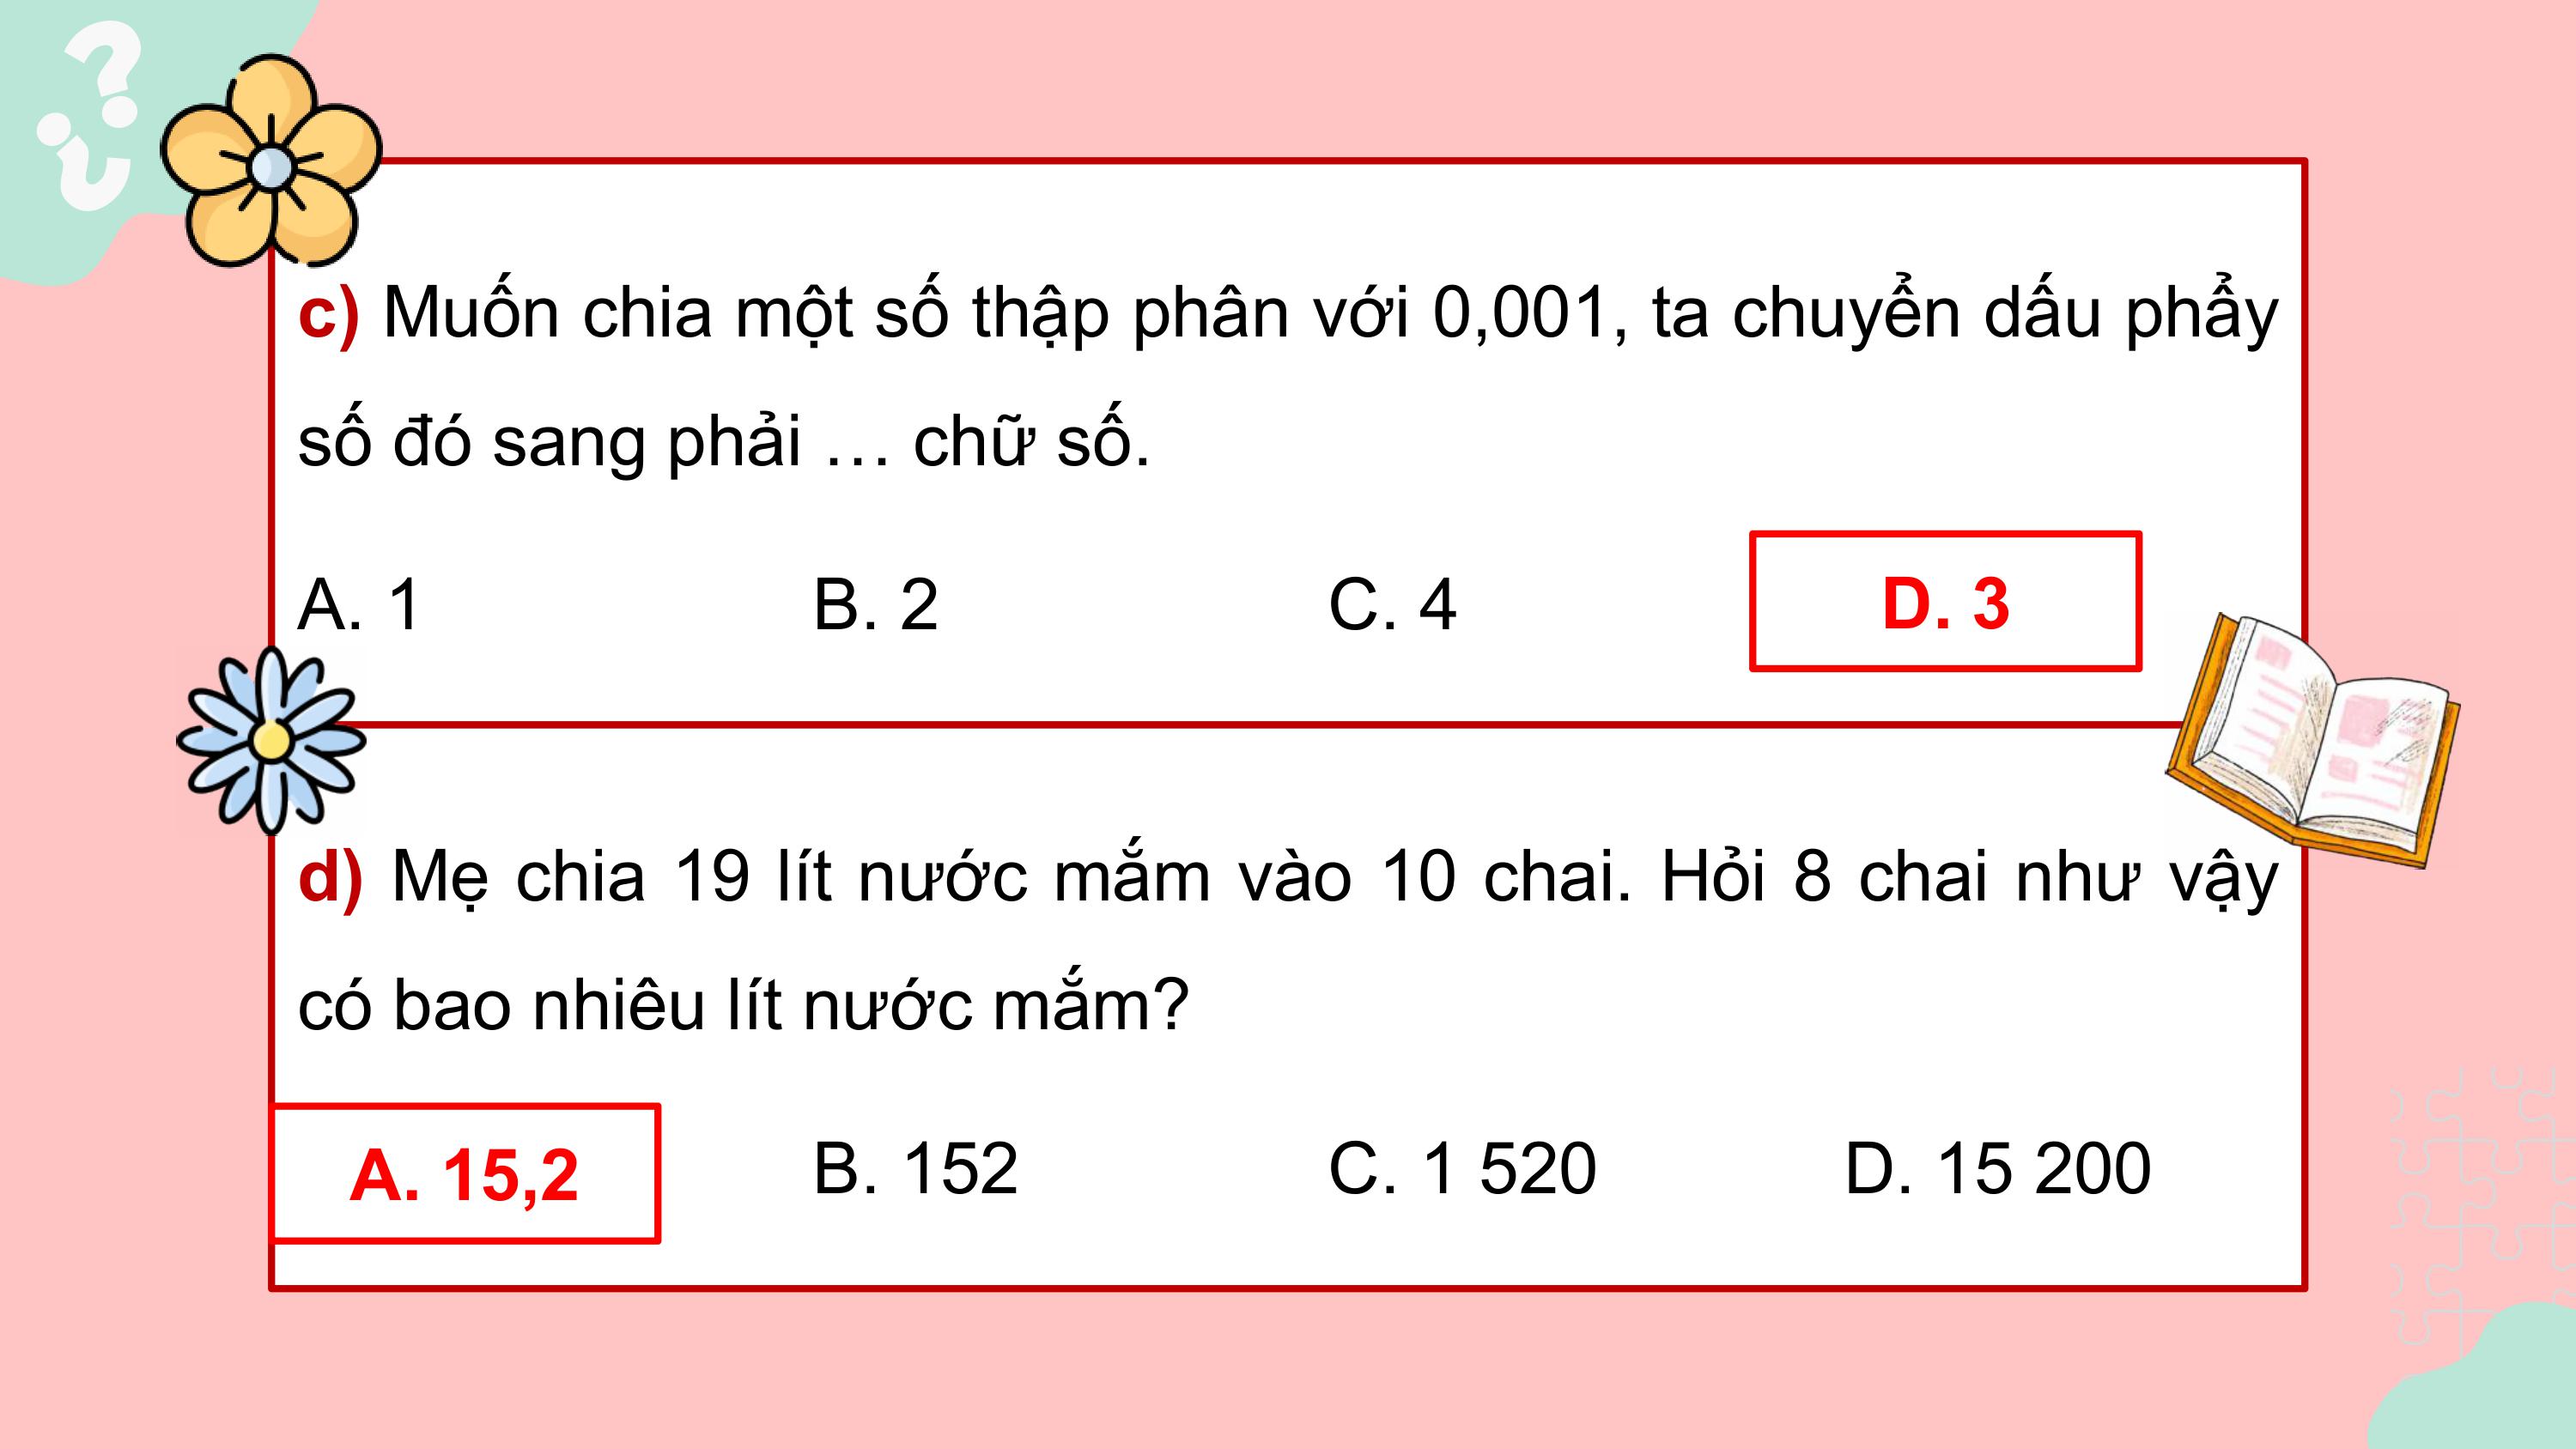 c) Muốn chia một số thập phân với 0,001, ta chuyển dấu phẩy
số đó sang phải … chữ số.
A. 1 B. 2 C. 4 D. 3
d) Mẹ chia 19 lít nước mắm vào 10 chai. Hỏi 8 chai như vậy
có bao nhiêu lít nước mắm?
A. 15,2 B. 152 C. 1 520 D. 15 200